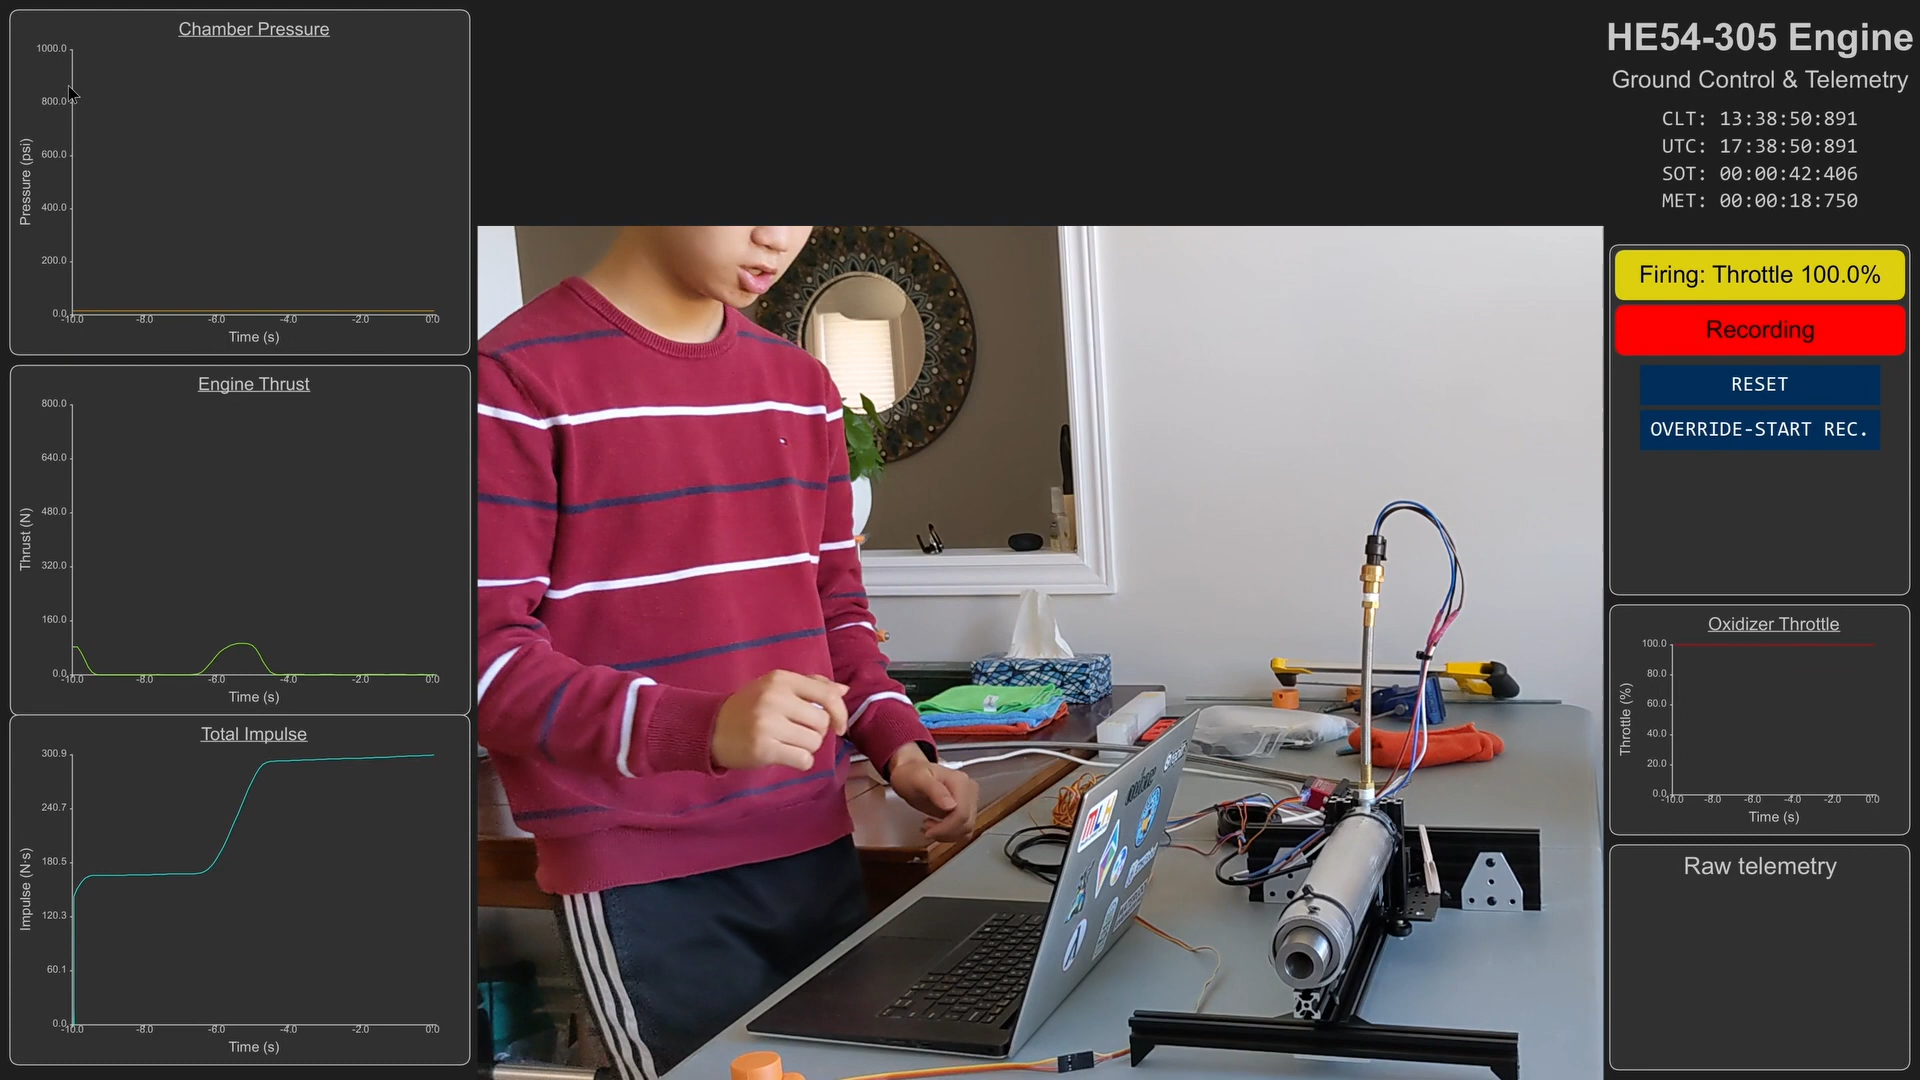 Chamber Pressure
1000.0
800.0
600.0
400.0
200.0
0.0
Pressure (psi)
-10.0 -8.0 -6.0 -4.0 -2.0 0.0
Time (s)
Engine Thrust
800.0
640.0
480.0
320.0
160.0
0.0
Thrust (N)
-10.0 -8.0 -6.0 -4.0 -2.0 0.0
Time (s)
Total Impulse
300.9
240.7
180.5
120.3
60.1
0.0
Impulse (N·s)
-10.0 -8.0 -6.0 -4.0 -2.0 0.0
Time (s)
MLH
HE54-305 Engine
Ground Control & Telemetry
CLT: 13:38:50:891
UTC: 17:38:50:891
SOT: 00:00:42:406
MET: 00:00:18:750
Firing: Throttle 100.0%
Recording
RESET
OVERRIDE-START REC.
Oxidizer Throttle
100.0
80.0
60.0
40.0
20.0
0.0
Throttle (%)
-10.0 -8.0 -6.0 -4.0 -2.0 0.0
Time (s)
Raw telemetry